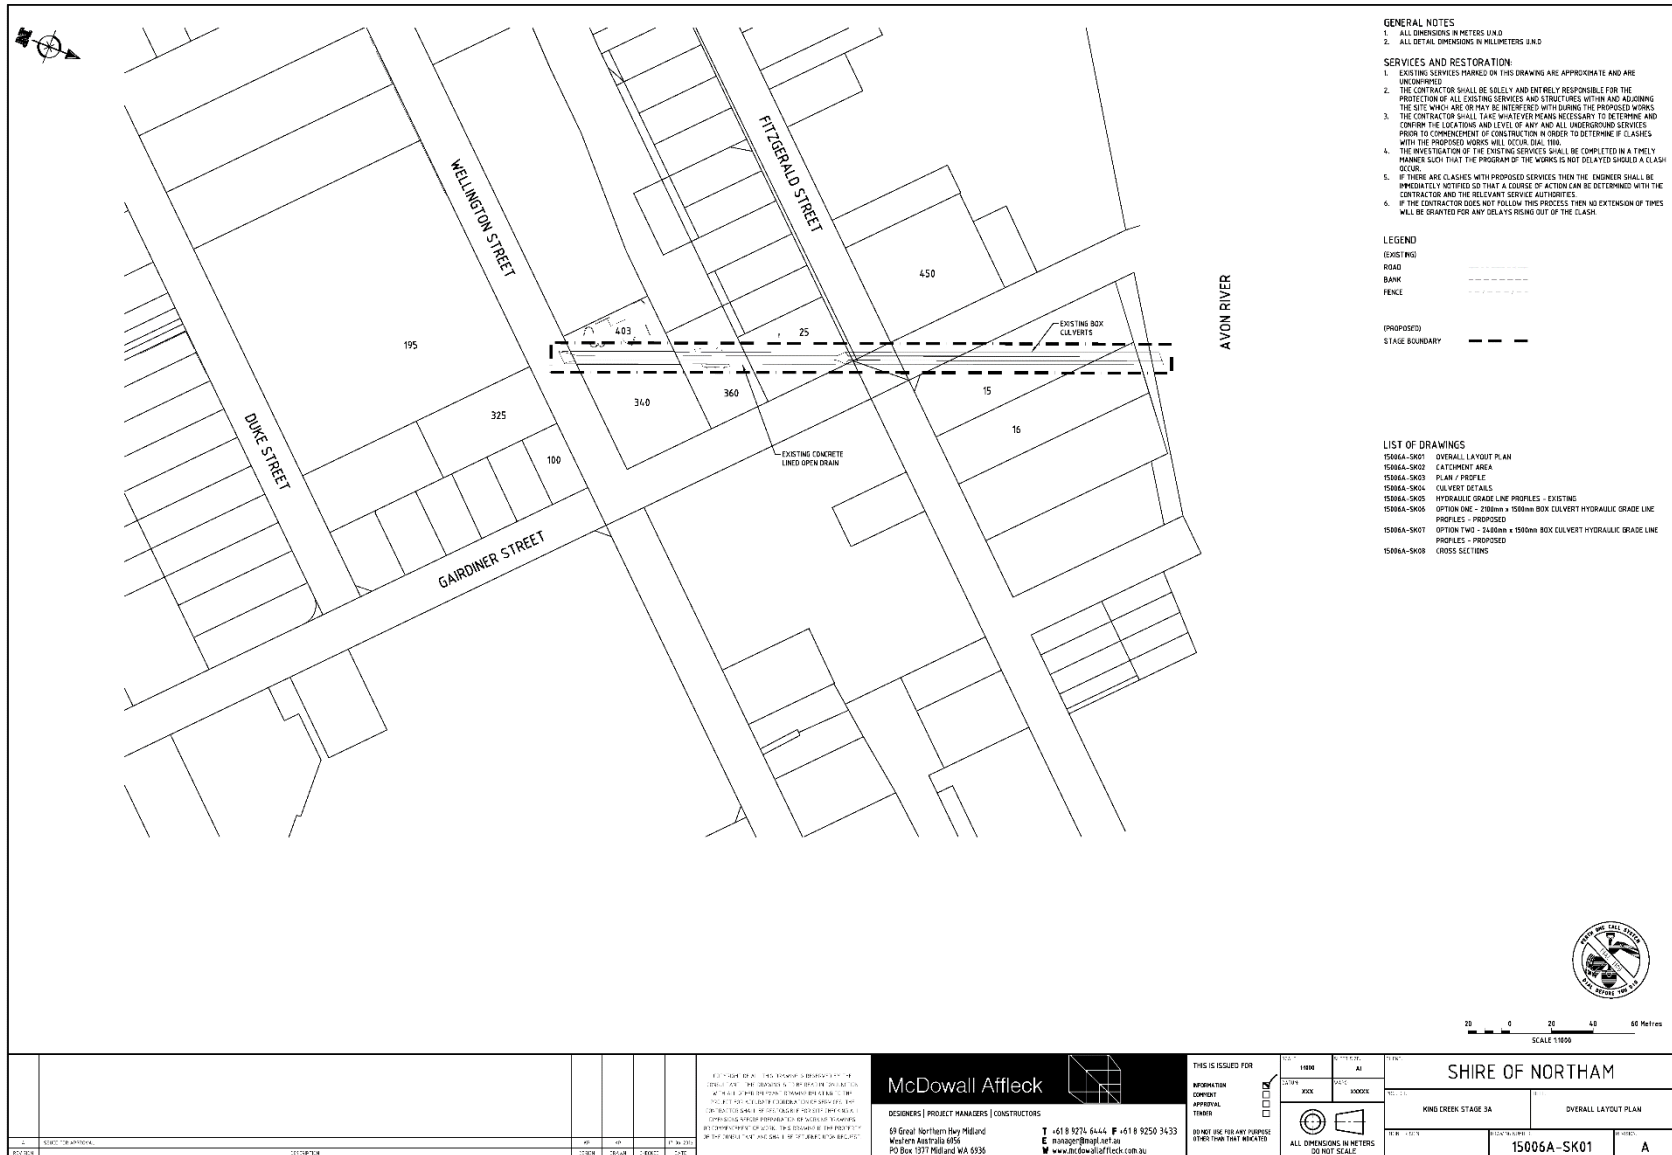 GENERAL NOTES
1. ALL DIMENSIONS IN METERS U.N.O
2. ALL DETAIL DIMENSIONS IN MILLIMETERS U.N.O
SERVICES AND RESTORATION:
1. EXISTING SERVICES MARKED ON THIS DRAWING ARE APPROXIMATE AND ARE
UNCONFIRMED
2. THE CONTRACTOR SHALL BE SOLELY AND ENTIRELY RESPONSIBLE FOR THE
PROTECTION OF ALL EXISTING SERVICES AND STRUCTURES WITHIN AND ADJOINING
THE SITE WHICH ARE OR MAY BE INTERFERED WITH DURING THE PROPOSED WORKS
3. THE CONTRACTOR SHALL TAKE WHATEVER MEANS NECESSARY TO DETERMINE AND
CONFIRM THE LOCATIONS AND LEVEL OF ANY AND ALL UNDERGROUND SERVICES
PRIOR TO COMMENCEMENT OF CONSTRUCTION IN ORDER TO DETERMINE IF CLASHES
WITH THE PROPOSED WORKS WILL OCCUR. DIAL 1100.
4. THE INVESTIGATION OF THE EXISTING SERVICES SHALL BE COMPLETED IN A TIMELY
MANNER SUCH THAT THE PROGRAM OF THE WORKS IS NOT DELAYED SHOULD A CLASH
OCCUR.
5. IF THERE ARE CLASHES WITH PROPOSED SERVICES THEN THE ENGINEER SHALL BE
IMMEDIATELY NOTIFIED SO THAT A COURSE OF ACTION CAN BE DETERMINED WITH THE
CONTRACTOR AND THE RELEVANT SERVICE AUTHORITIES.
6. IF THE CONTRACTOR DOES NOT FOLLOW THIS PROCESS THEN NO EXTENSION OF TIMES
WILL BE GRANTED FOR ANY DELAYS RISING OUT OF THE CLASH.
LEGEND
(EXISTING)
ROAD
BANK
FENCE
(PROPOSED)
STAGE BOUNDARY
LIST OF DRAWINGS
15006A-SK01 OVERALL LAYOUT PLAN
15006A-SK02 CATCHMENT AREA
15006A-SK03 PLAN / PROFILE
15006A-SK04 CULVERT DETAILS
15006A-SK05 HYDRAULIC GRADE LINE PROFILES - EXISTING
15006A-SK06 OPTION ONE - 2100mm x 1500mm BOX CULVERT HYDRAULIC GRADE LINE
PROFILES - PROPOSED
15006A-SK07 OPTION TWO - 2400mm x 1500mm BOX CULVERT HYDRAULIC GRADE LINE
PROFILES - PROPOSED
15006A-SK08 CROSS SECTIONS
WELLINGTON STREET
FITZGERALD STREET
DUKE STREET
GAIRDINER STREET
AVON RIVER
450
403
25
195
EXISTING BOX
CULVERTS
15
360
340
325
16
100
EXISTING CONCRETE
LINED OPEN DRAIN
PERTH ONE CALL SYSTEM
DIAL BEFORE YOU DIG
20 0 20 40 60 Metres
SCALE 1:1000
A ISSUED FOR APPROVAL
REVISION DESCRIPTION DESIGN DRAWN CHECKED DATE
McDowall Affleck
DESIGNERS | PROJECT MANAGERS | CONSTRUCTORS
69 Great Northern Hwy Midland
Western Australia 6056
PO Box 1377 Midland WA 6936
T +61 8 9274 6444 F +61 8 9250 3433
E manager@mapl.net.au
W www.mcdowallaffleck.com.au
THIS IS ISSUED FOR
INFORMATION
COMMENT
APPROVAL
TENDER
DO NOT USE FOR ANY PURPOSE
OTHER THAN THAT INDICATED
1:1000
A1
XXX
XXXXX
ALL DIMENSIONS IN METERS
DO NOT SCALE
SHIRE OF NORTHAM
KING CREEK STAGE 3A
OVERALL LAYOUT PLAN
15006A-SK01
A